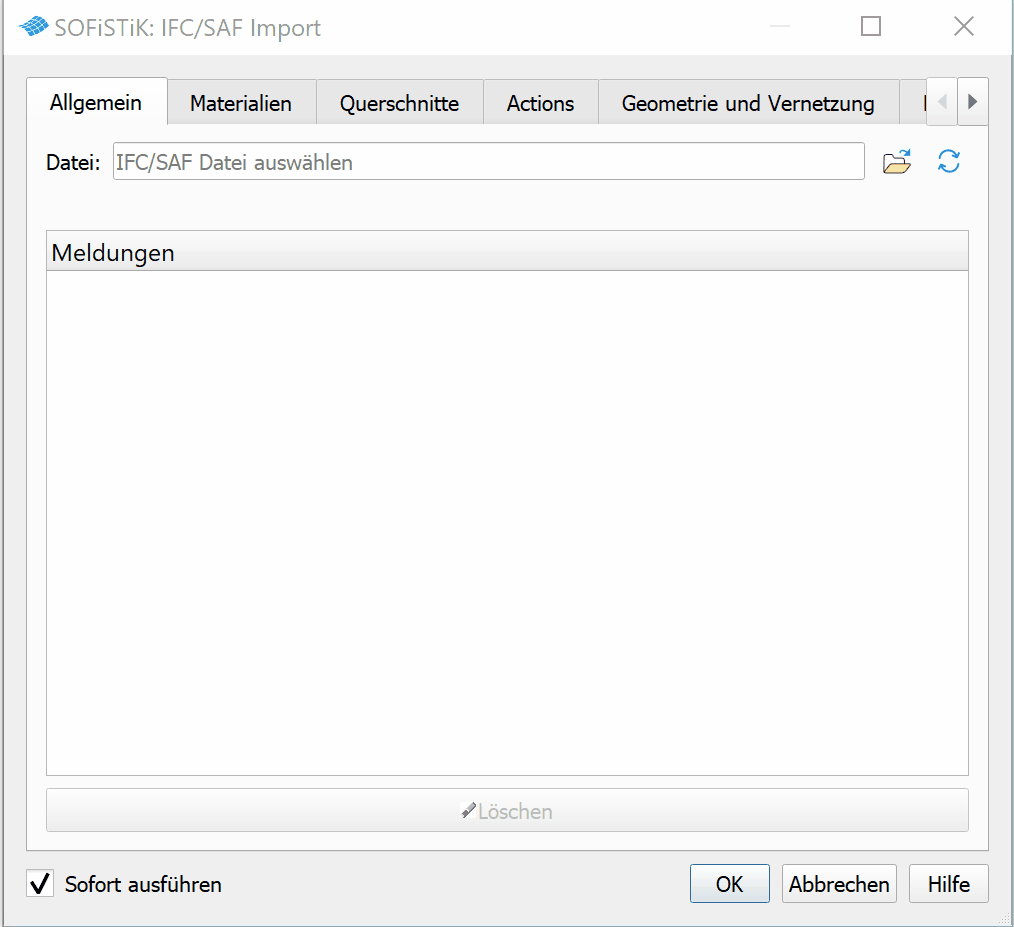 SOFiSTiK: IFC/SAF Import
Allgemein Materialien Querschnitte Actions Geometrie und Vernetzung
Datei: IFC/SAF Datei auswählen
Meldungen
Löschen
Sofort ausführen OK Abbrechen Hilfe